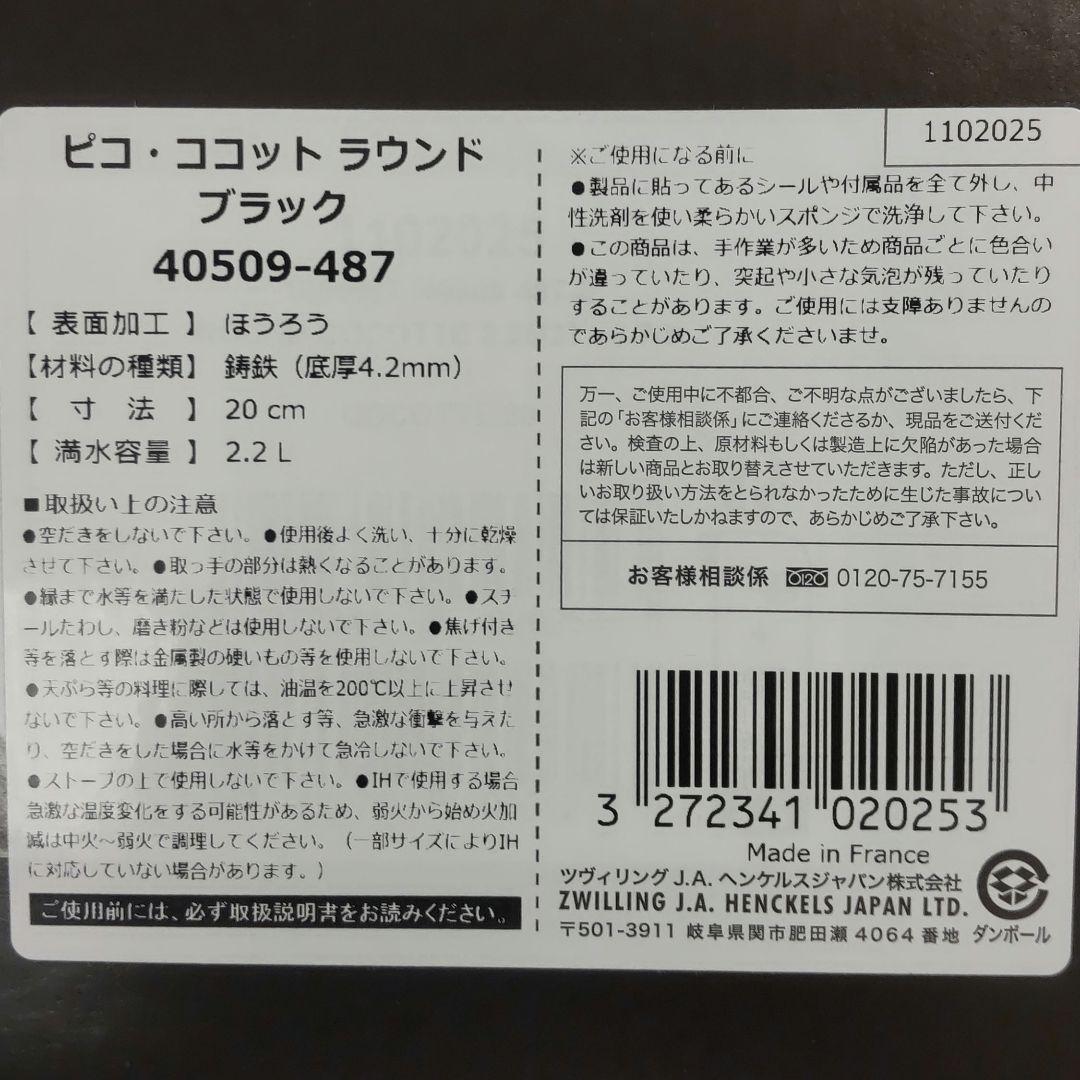 ピコ・ココット ラウンド
ブラック
40509-487
【 表面加工 】 ほうろう
【材料の種類】 鋳鉄（底厚4.2mm）
【 寸 法 】 20 cm
【 満水容量 】 2.2 L
■取扱い上の注意
●空だきをしないで下さい。●使用後よく洗い、十分に乾燥
させて下さい。●取っ手の部分は熱くなることがあります。
●縁まで水等を満たした状態で使用しないで下さい。●スチ
ールたわし、磨き粉などは使用しないで下さい。●焦げ付き
等を落とす際は金属製の硬いもの等を使用しないで下さい。
●天ぷら等の料理に際しては、油温を200℃以上に上昇させ
ないで下さい。●高い所から落とす等、急激な衝撃を与えた
り、空だきをした場合に水等をかけて急冷しないで下さい。
●ストーブの上で使用しないで下さい。●IHで使用する場合
急激な温度変化をする可能性があるため、弱火から始め火加
減は中火～弱火で調理してください。（一部サイズによりIH
に対応していない場合があります。）
ご使用前には、必ず取扱説明書をお読みください。
1102025
※ご使用になる前に
●製品に貼ってあるシールや付属品を全て外し、中
性洗剤を使い柔らかいスポンジで洗浄して下さい。
●この商品は、手作業が多いため商品ごとに色合い
が違っていたり、突起や小さな気泡が残っていたり
することがあります。ご使用には支障ありませんの
であらかじめご了承くださいませ。
万一、ご使用中に不都合、ご不明な点がございましたら、下
記の「お客様相談係」にご連絡くださるか、現品をご送付くだ
さい。検査の上、原材料もしくは製造上に欠陥があった場合
は新しい商品とお取り替えさせていただきます。ただし、正し
いお取り扱い方法をとられなかったために生じた事故につい
ては保証いたしかねますので、あらかじめご了承下さい。
お客様相談係 0120 0120-75-7155
3 272341 020253
Made in France
ツヴィリング J.A. ヘンケルスジャパン株式会社
ZWILLING J.A. HENCKELS JAPAN LTD.
〒501-3911 岐阜県関市肥田瀬 4064 番地 ダンボール